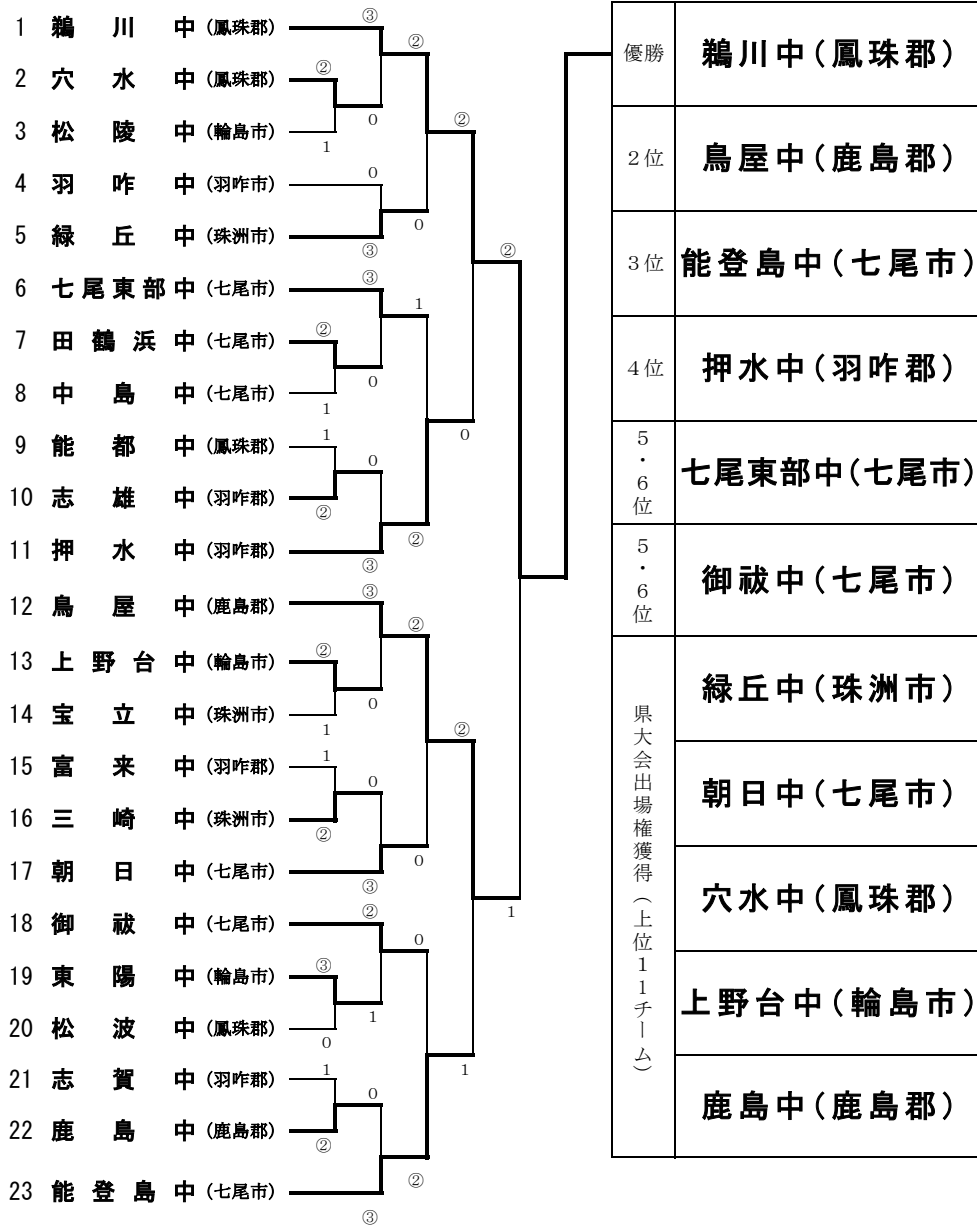 1 鵜川中 (鳳珠郡)
2 穴水中 (鳳珠郡)
3 松陵中 (輪島市)
4 羽咋中 (羽咋市)
5 緑丘中 (珠洲市)
6 七尾東部中 (七尾市)
7 田鶴浜中 (七尾市)
8 中島中 (七尾市)
9 能都中 (鳳珠郡)
10 志雄中 (羽咋郡)
11 押水中 (羽咋郡)
12 鳥屋中 (鹿島郡)
13 上野台中 (輪島市)
14 宝立中 (珠洲市)
15 富来中 (羽咋郡)
16 三崎中 (珠洲市)
17 朝日中 (七尾市)
18 御祓中 (七尾市)
19 東陽中 (輪島市)
20 松波中 (鳳珠郡)
21 志賀中 (羽咋郡)
22 鹿島中 (鹿島郡)
23 能登島中 (七尾市)
③
②
0
1
0
③
③
②
0
1
1
②
0
③
③
②
0
1
1
②
0
③
②
③
1
0
1
②
0
③
②
0
1
②
②
0
0
②
②
0
②
1
②
1
優勝 鵜川中(鳳珠郡)
2位 鳥屋中(鹿島郡)
3位 能登島中(七尾市)
4位 押水中(羽咋郡)
5・6位 七尾東部中(七尾市)
5・6位 御祓中(七尾市)
県大会出場権獲得(上位11チーム)
緑丘中(珠洲市)
朝日中(七尾市)
穴水中(鳳珠郡)
上野台中(輪島市)
鹿島中(鹿島郡)